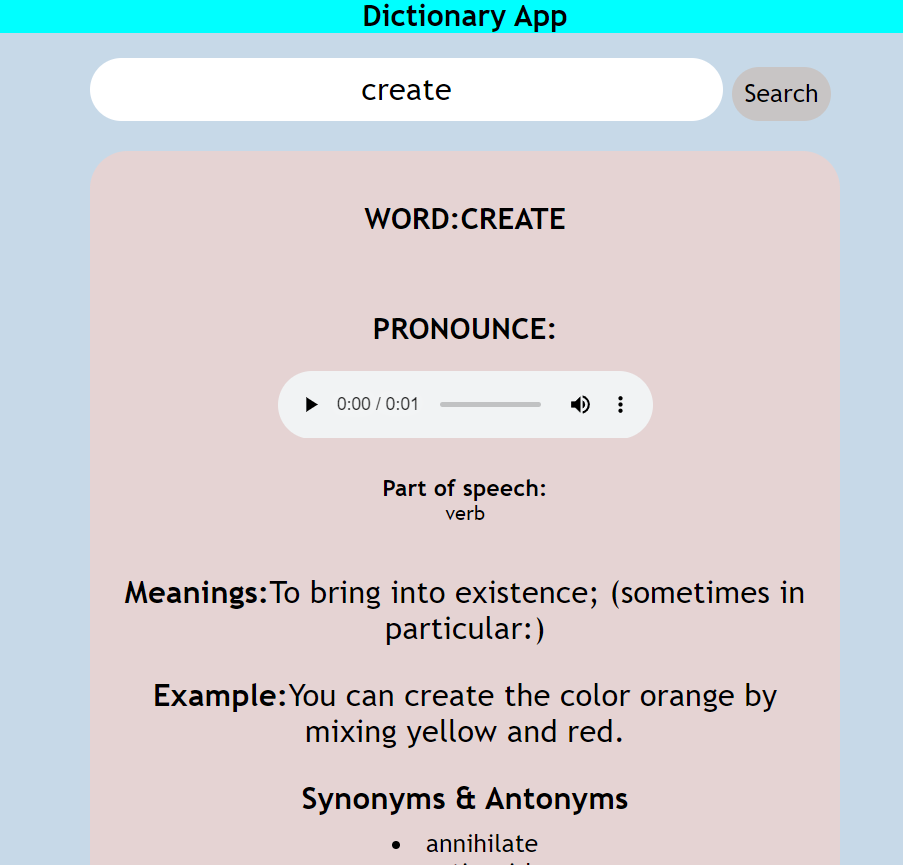 Dictionary App
create
Search
WORD:CREATE
PRONOUNCE:
0:00 / 0:01
Part of speech:
verb
Meanings:To bring into existence; (sometimes in
particular:)
Example:You can create the color orange by
mixing yellow and red.
Synonyms & Antonyms
• annihilate